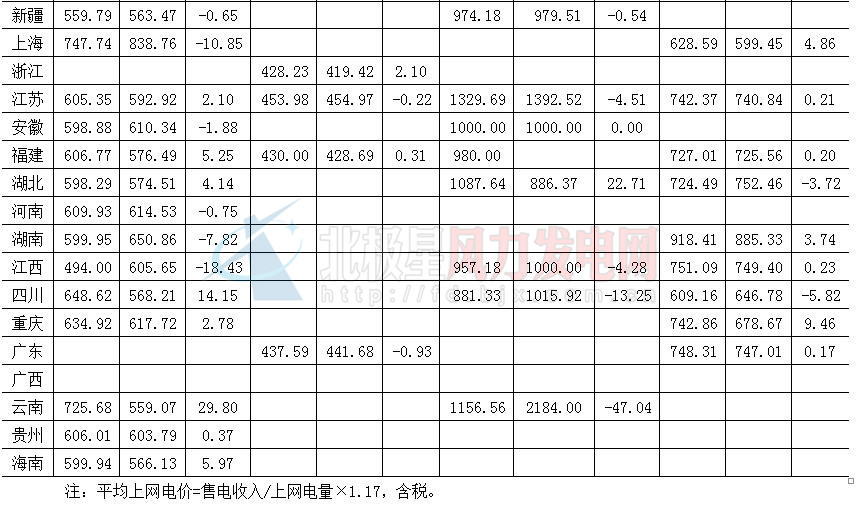 新疆 559.79 563.47 -0.65 974.18 979.51 -0.54
上海 747.74 838.76 -10.85 628.59 599.45 4.86
浙江 428.23 419.42 2.10
江苏 605.35 592.92 2.10 453.98 454.97 -0.22 1329.69 1392.52 -4.51 742.37 740.84 0.21
安徽 598.88 610.34 -1.88 1000.00 1000.00 0.00
福建 606.77 576.49 5.25 430.00 428.69 0.31 980.00 727.01 725.56 0.20
湖北 598.29 574.51 4.14 1087.64 886.37 22.71 724.49 752.46 -3.72
河南 609.93 614.53 -0.75
湖南 599.95 650.86 -7.82 918.41 885.33 3.74
北极星风力发电网
江西 494.00 605.65 -18.43 957.18 1000.00 -4.28 751.09 749.40 0.23
四川 648.62 568.21 14.15 881.33 1015.92 -13.25 609.16 646.78 -5.82
重庆 634.92 617.72 2.78 742.86 678.67 9.46
广东 437.59 441.68 -0.93 748.31 747.01 0.17
广西
云南 725.68 559.07 29.80 1156.56 2184.00 -47.04
贵州 606.01 603.79 0.37
海南 599.94 566.13 5.97
注：平均上网电价=售电收入/上网电量×1.17，含税。